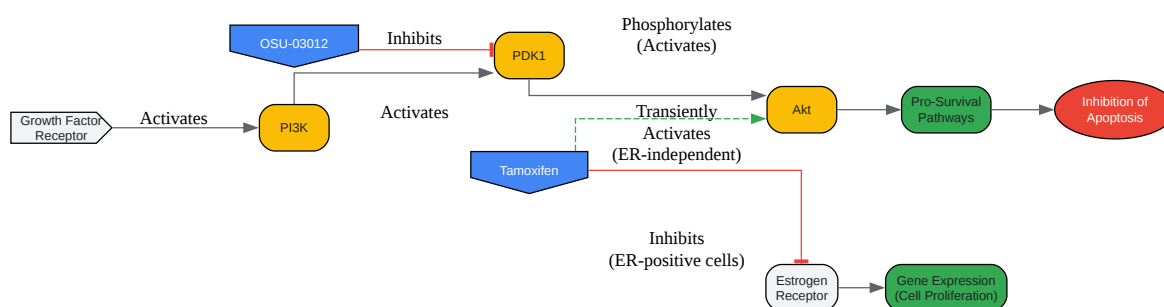 Phosphorylates
(Activates)
OSU-03012
Inhibits
PDK1
Growth Factor
Receptor
Activates
PI3K
Activates
Transiently
Activates
(ER-independent)
Akt
Pro-Survival
Pathways
Inhibition of
Apoptosis
Tamoxifen
Inhibits
(ER-positive cells)
Estrogen
Receptor
Gene Expression
(Cell Proliferation)